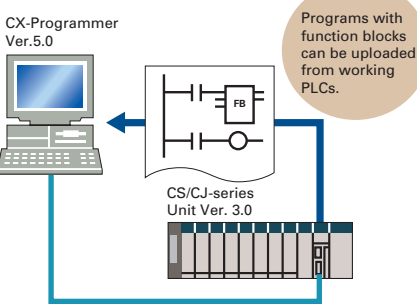 CX-Programmer
Ver.5.0
Programs with
function blocks
can be uploaded
from working
PLCs.
FB
CS/CJ-series
Unit Ver. 3.0